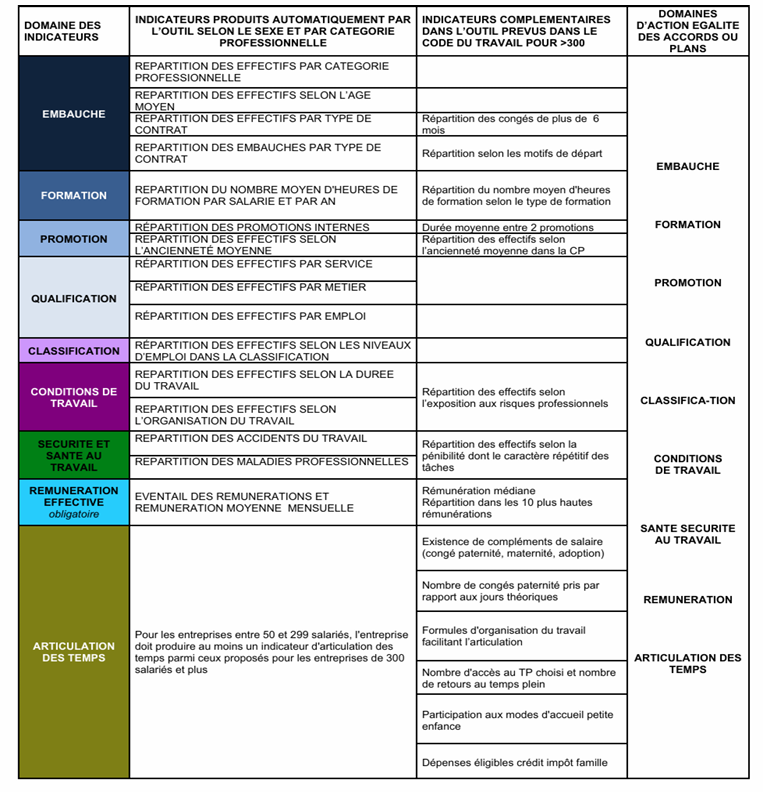 DOMAINE DES
INDICATEURS
INDICATEURS PRODUITS AUTOMATIQUEMENT PAR
L'OUTIL SELON LE SEXE ET PAR CATEGORIE
PROFESSIONNELLE
INDICATEURS COMPLEMENTAIRES
DANS L'OUTIL PREVUS DANS LE
CODE DU TRAVAIL POUR >300
DOMAINES
D'ACTION EGALITE
DES ACCORDS OU
PLANS
EMBAUCHE
REPARTITION DES EFFECTIFS PAR CATEGORIE
PROFESSIONNELLE
REPARTITION DES EFFECTIFS SELON L'AGE
MOYEN
REPARTITION DES EFFECTIFS PAR TYPE DE
CONTRAT
Répartition des congés de plus de 6
mois
REPARTITION DES EMBAUCHES PAR TYPE DE
CONTRAT
Répartition selon les motifs de départ
FORMATION
REPARTITION DU NOMBRE MOYEN D'HEURES DE
FORMATION PAR SALARIE ET PAR AN
Répartition du nombre moyen d'heures
de formation selon le type de formation
PROMOTION
RÉPARTITION DES PROMOTIONS INTERNES
Durée moyenne entre 2 promotions
REPARTITION DES EFFECTIFS SELON
L'ANCIENNETÉ MOYENNE
Répartition des effectifs selon
l'ancienneté moyenne dans la CP
QUALIFICATION
RÉPARTITION DES EFFECTIFS PAR SERVICE
RÉPARTITION DES EFFECTIFS PAR METIER
RÉPARTITION DES EFFECTIFS PAR EMPLOI
CLASSIFICATION
RÉPARTITION DES EFFECTIFS SELON LES NIVEAUX
D'EMPLOI DANS LA CLASSIFICATION
CONDITIONS DE
TRAVAIL
REPARTITION DES EFFECTIFS SELON LA DUREE
DU TRAVAIL
REPARTITION DES EFFECTIFS SELON
L'ORGANISATION DU TRAVAIL
Répartition des effectifs selon
l'exposition aux risques professionnels
SECURITE ET
SANTE AU
TRAVAIL
REPARTITION DES ACCIDENTS DU TRAVAIL
REPARTITION DES MALADIES PROFESSIONNELLES
Répartition des effectifs selon la
pénibilité dont le caractère répétitif des
tâches
REMUNERATION
EFFECTIVE
obligatoire
EVENTAIL DES REMUNERATIONS ET
REMUNERATION MOYENNE MENSUELLE
Rémunération médiane
Répartition dans les 10 plus hautes
rémunérations
ARTICULATION
DES TEMPS
Pour les entreprises entre 50 et 299 salariés, l'entreprise
doit produire au moins un indicateur d'articulation des
temps parmi ceux proposés pour les entreprises de 300
salariés et plus
Existence de compléments de salaire
(congé paternité, maternité, adoption)
Nombre de congés paternité pris par
rapport aux jours théoriques
Formules d'organisation du travail
facilitant l'articulation
Nombre d'accès au TP choisi et nombre
de retours au temps plein
Participation aux modes d'accueil petite
enfance
Dépenses éligibles crédit impôt famille
EMBAUCHE
FORMATION
PROMOTION
QUALIFICATION
CLASSIFICA-TION
CONDITIONS
DE TRAVAIL
SANTE SECURITE
AU TRAVAIL
REMUNERATION
ARTICULATION DES
TEMPS